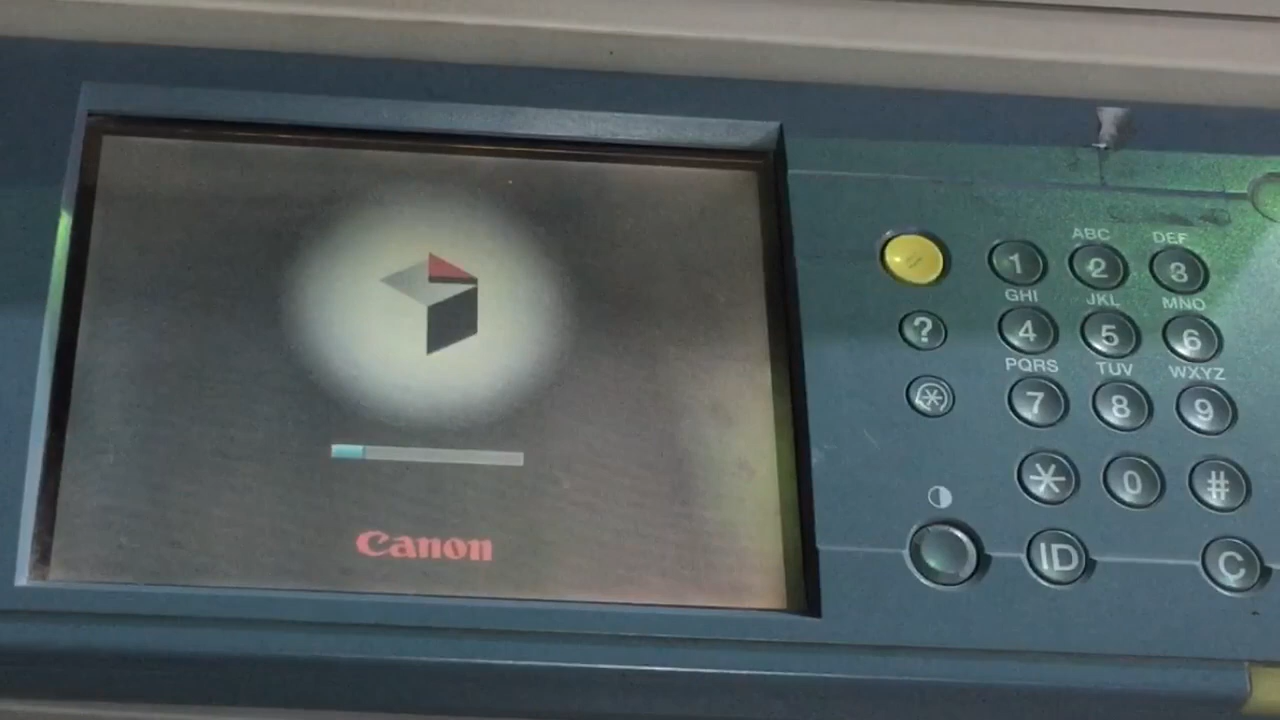 Canon
ABC
DEF
1
2
3
GHI
JKL
MNO
?
4
5
6
PQRS
TUV
WXYZ
7
8
9
*
0
#
ID
C